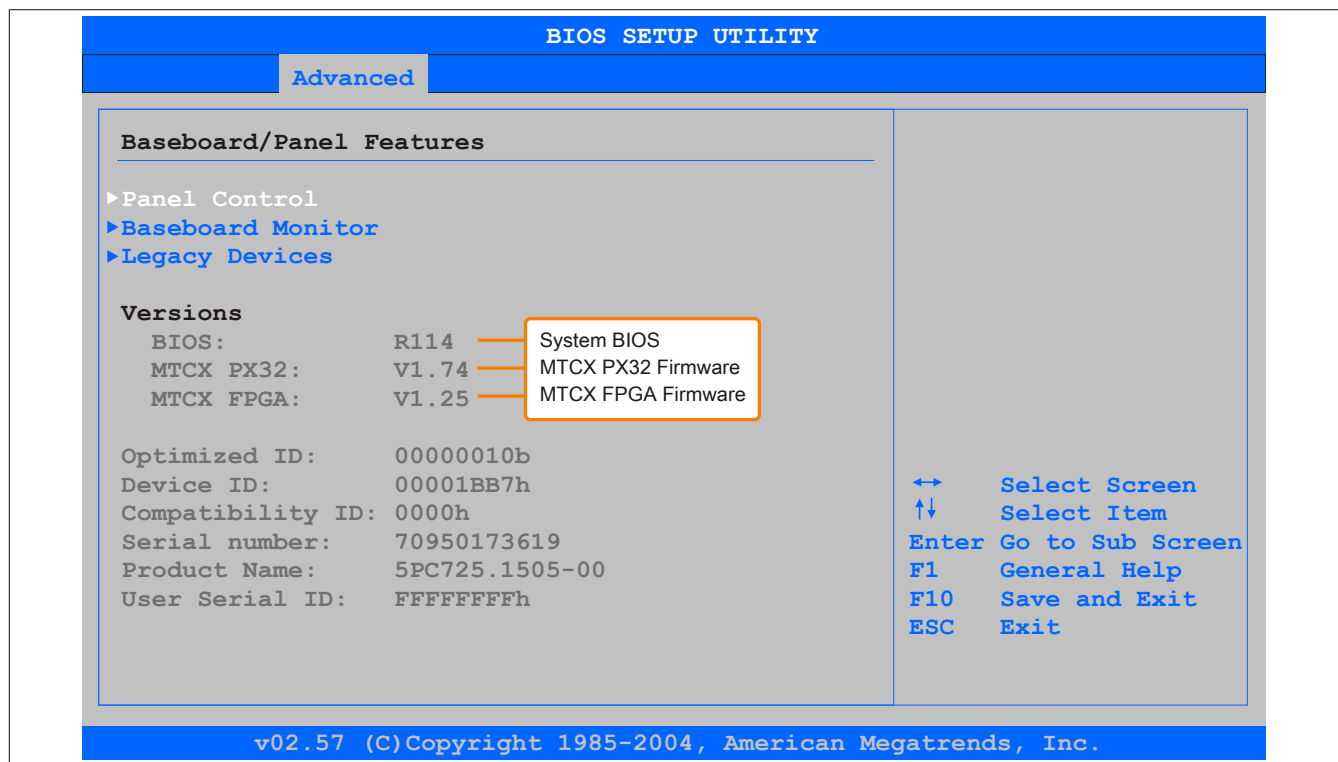 BIOS SETUP UTILITY
Advanced
Baseboard/Panel Features
Panel Control
Baseboard Monitor
Legacy Devices
Versions
BIOS: R114 System BIOS
MTCX PX32: V1.74 MTCX PX32 Firmware
MTCX FPGA: V1.25 MTCX FPGA Firmware
Optimized ID: 00000010b
Device ID: 00001BB7h
Compatibility ID: 0000h
Serial number: 70950173619
Product Name: 5PC725.1505-00
User Serial ID: FFFFFFFFh
↔ Select Screen
↑↓ Select Item
Enter Go to Sub Screen
F1 General Help
F10 Save and Exit
ESC Exit
v02.57 (C)Copyright 1985-2004, American Megatrends, Inc.